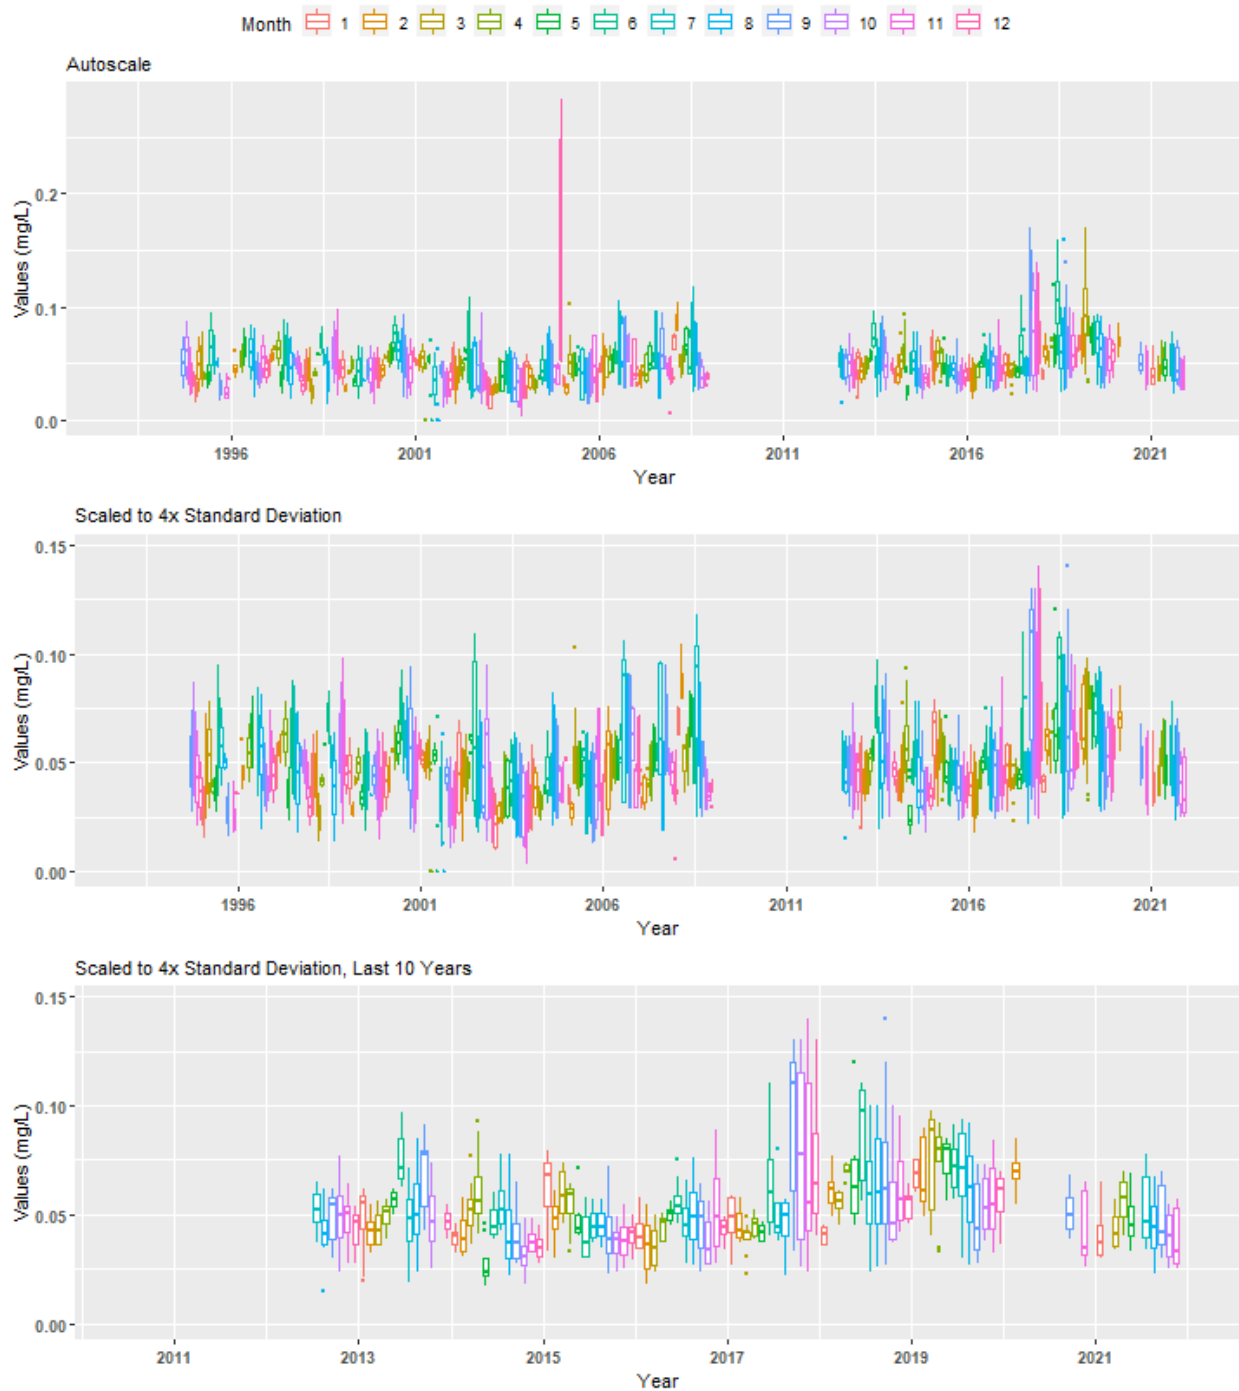 Month 1 2 3 4 5 6 7 8 9 10 11 12
Autoscale
Values (mg/L)
0.2
0.1
0.0
1996 2001 2006 2011 2016 2021
Year
Scaled to 4x Standard Deviation
Values (mg/L)
0.15
0.10
0.05
0.00
1996 2001 2006 2011 2016 2021
Year
Scaled to 4x Standard Deviation, Last 10 Years
Values (mg/L)
0.15
0.10
0.05
0.00
2011 2013 2015 2017 2019 2021
Year